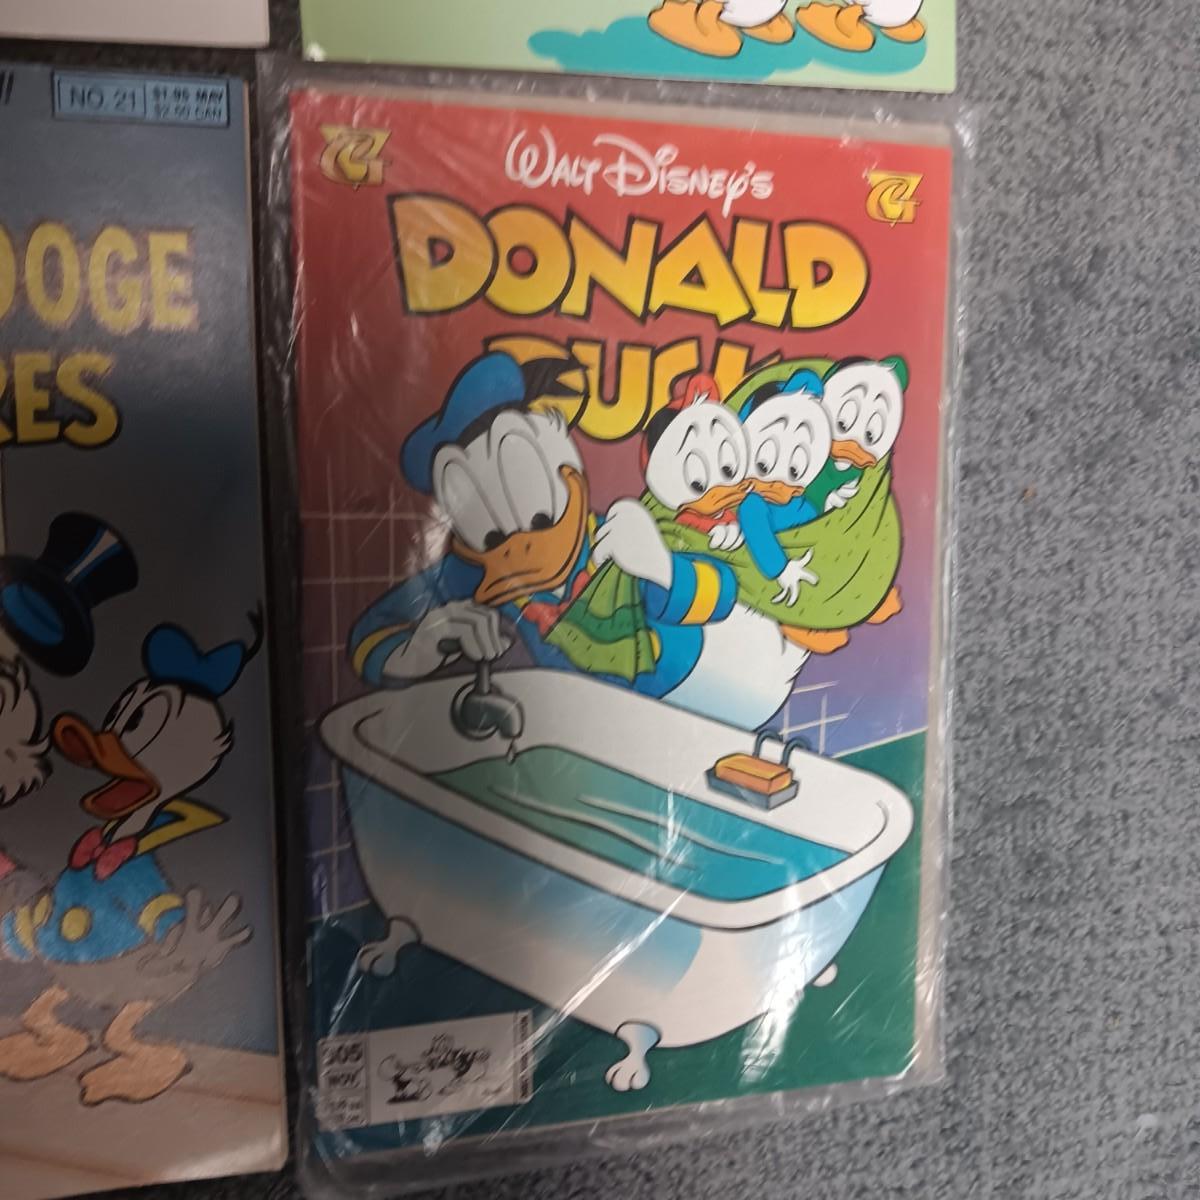 NO. 21
$1.95 MAY
$2.50 CAN
OOGE
RES
WALT DISNEY'S
DONALD
DUCK
G
G
305
NOV